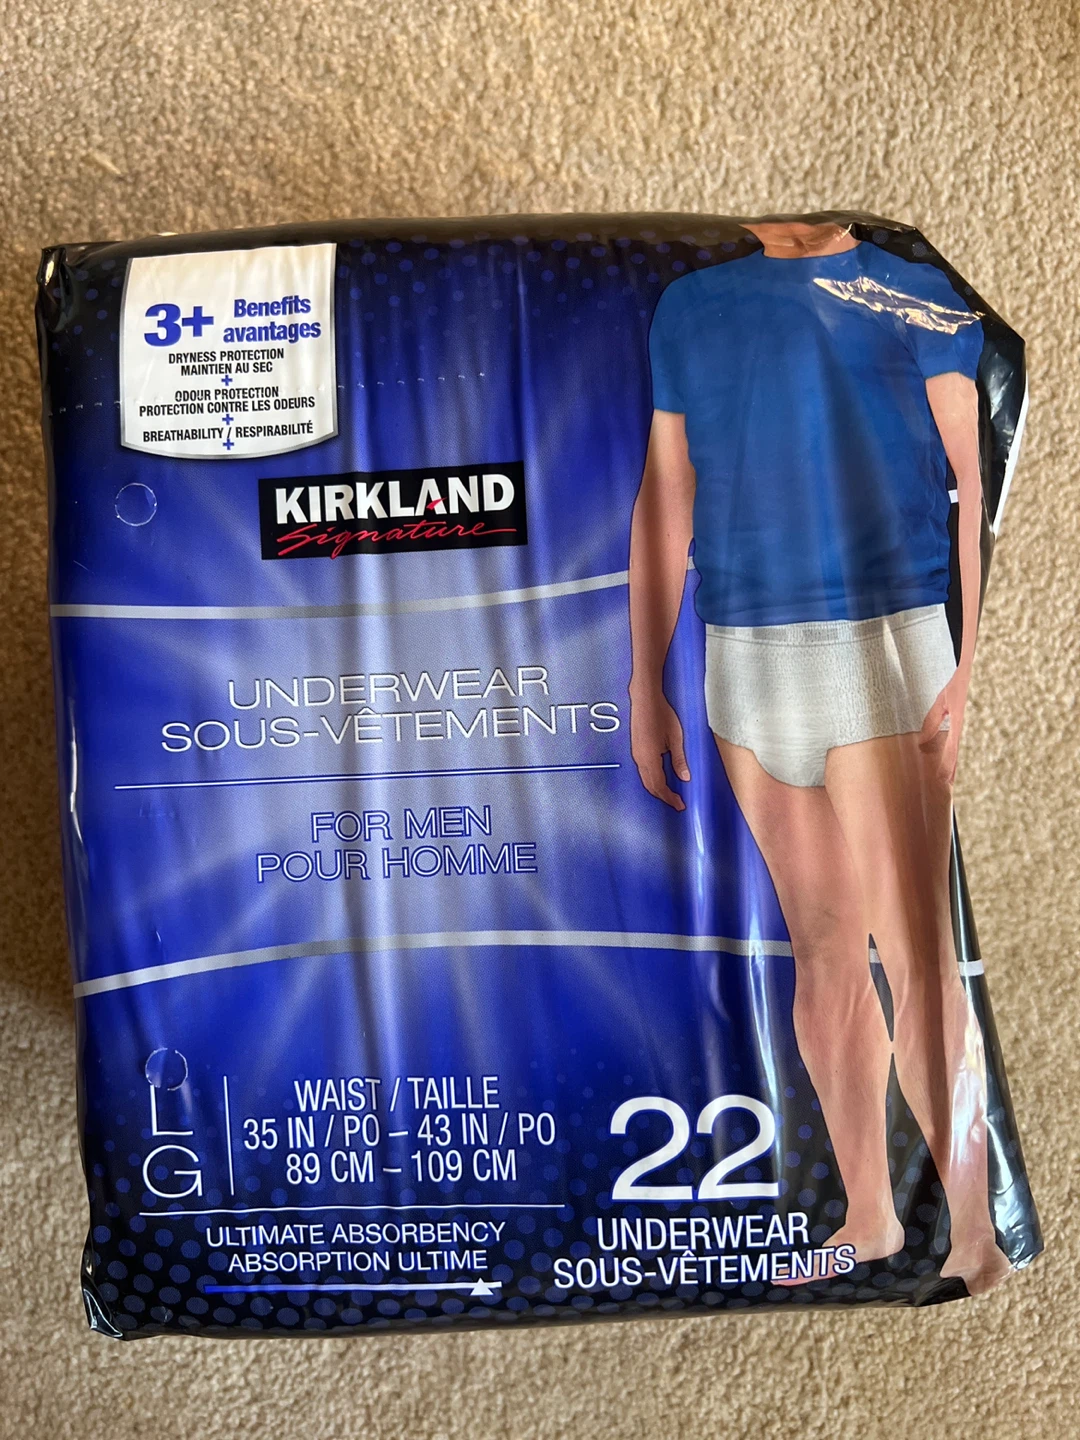 3+ Benefits
avantages
DRYNESS PROTECTION
MAINTIEN AU SEC
+
ODOUR PROTECTION
PROTECTION CONTRE LES ODEURS
+
BREATHABILITY / RESPIRABILITÉ
+
KIRKLAND
Signature
UNDERWEAR
SOUS-VÊTEMENTS
FOR MEN
POUR HOMME
L
G
WAIST / TAILLE
35 IN / PO – 43 IN / PO
89 CM – 109 CM
ULTIMATE ABSORBENCY
ABSORPTION ULTIME
22
UNDERWEAR
SOUS-VÊTEMENTS